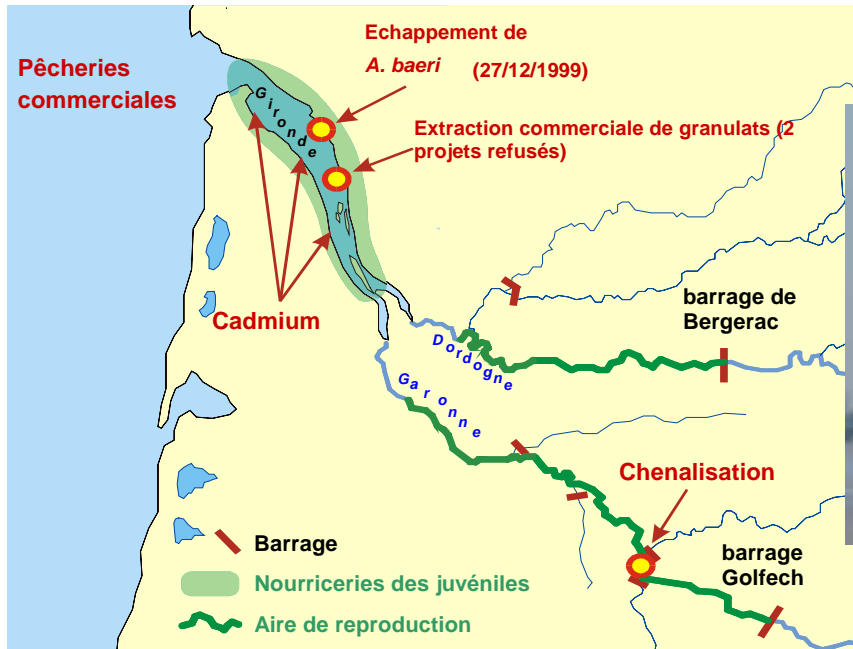 Echappement de
A. baeri (27/12/1999)
Pêcheries
commerciales
Gironde
Extraction commerciale de granulats (2
projets refusés)
Cadmium
barrage de
Bergerac
Dordogne
Garonne
Chenalisation
Barrage
barrage
Golfech
Nourriceries des juvéniles
Aire de reproduction